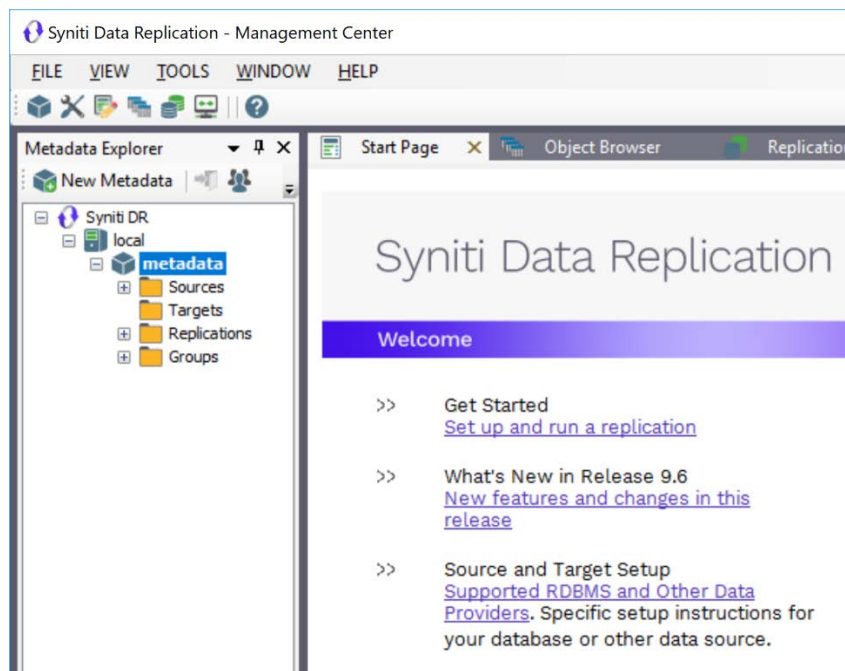 Syniti Data Replication - Management Center
FILE VIEW TOOLS WINDOW HELP
Metadata Explorer
Start Page
Object Browser
New Metadata
Syniti DR
local
metadata
Sources
Targets
Replications
Groups
Syniti Data Replication
Welcome
>> Get Started
Set up and run a replication
>> What's New in Release 9.6
New features and changes in this
release
>> Source and Target Setup
Supported RDBMS and Other Data
Providers. Specific setup instructions for
your database or other data source.